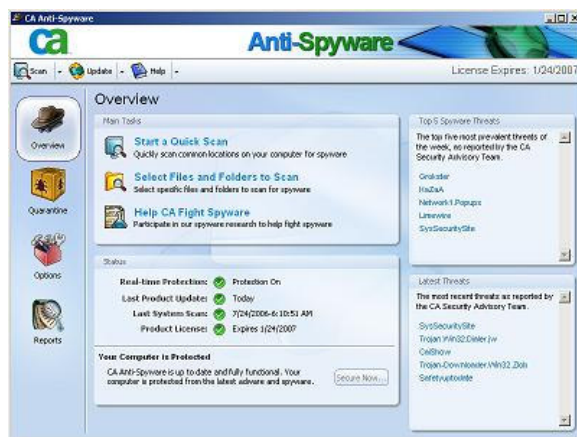 CA Anti-Spyware
ca
Anti-Spyware
Scan
Update
Help
License Expires: 1/24/2007
Overview
Quarantine
Options
Reports
Overview
Main Tasks
Start a Quick Scan
Quickly scan common locations on your computer for spyware
Select Files and Folders to Scan
Select specific files and folders to scan for spyware
Help CA Fight Spyware
Participate in our spyware research to help fight spyware
Status
Real-time Protection: Protection On
Last Product Update: Today
Last System Scan: 7/24/2006-6:10:51 AM
Product License: Expires 1/24/2007
Your Computer is Protected
CA Anti-Spyware is up to date and fully functional. Your
computer is protected from the latest adware and spyware.
Secure Now...
Top 5 Spyware Threats
The top five most prevalent threats of
the week, as reported by the CA
Security Advisory Team.
Grokster
KaZaA
Network1.Popups
Limewire
SysSecuritySite
Latest Threats
The most recent threats as reported by
the CA Security Advisory Team.
SysSecuritySite
Trojan.Win32.Dialer.jw
CniShow
Trojan-Downloader.Win32.Zlob
Safetyuptodate